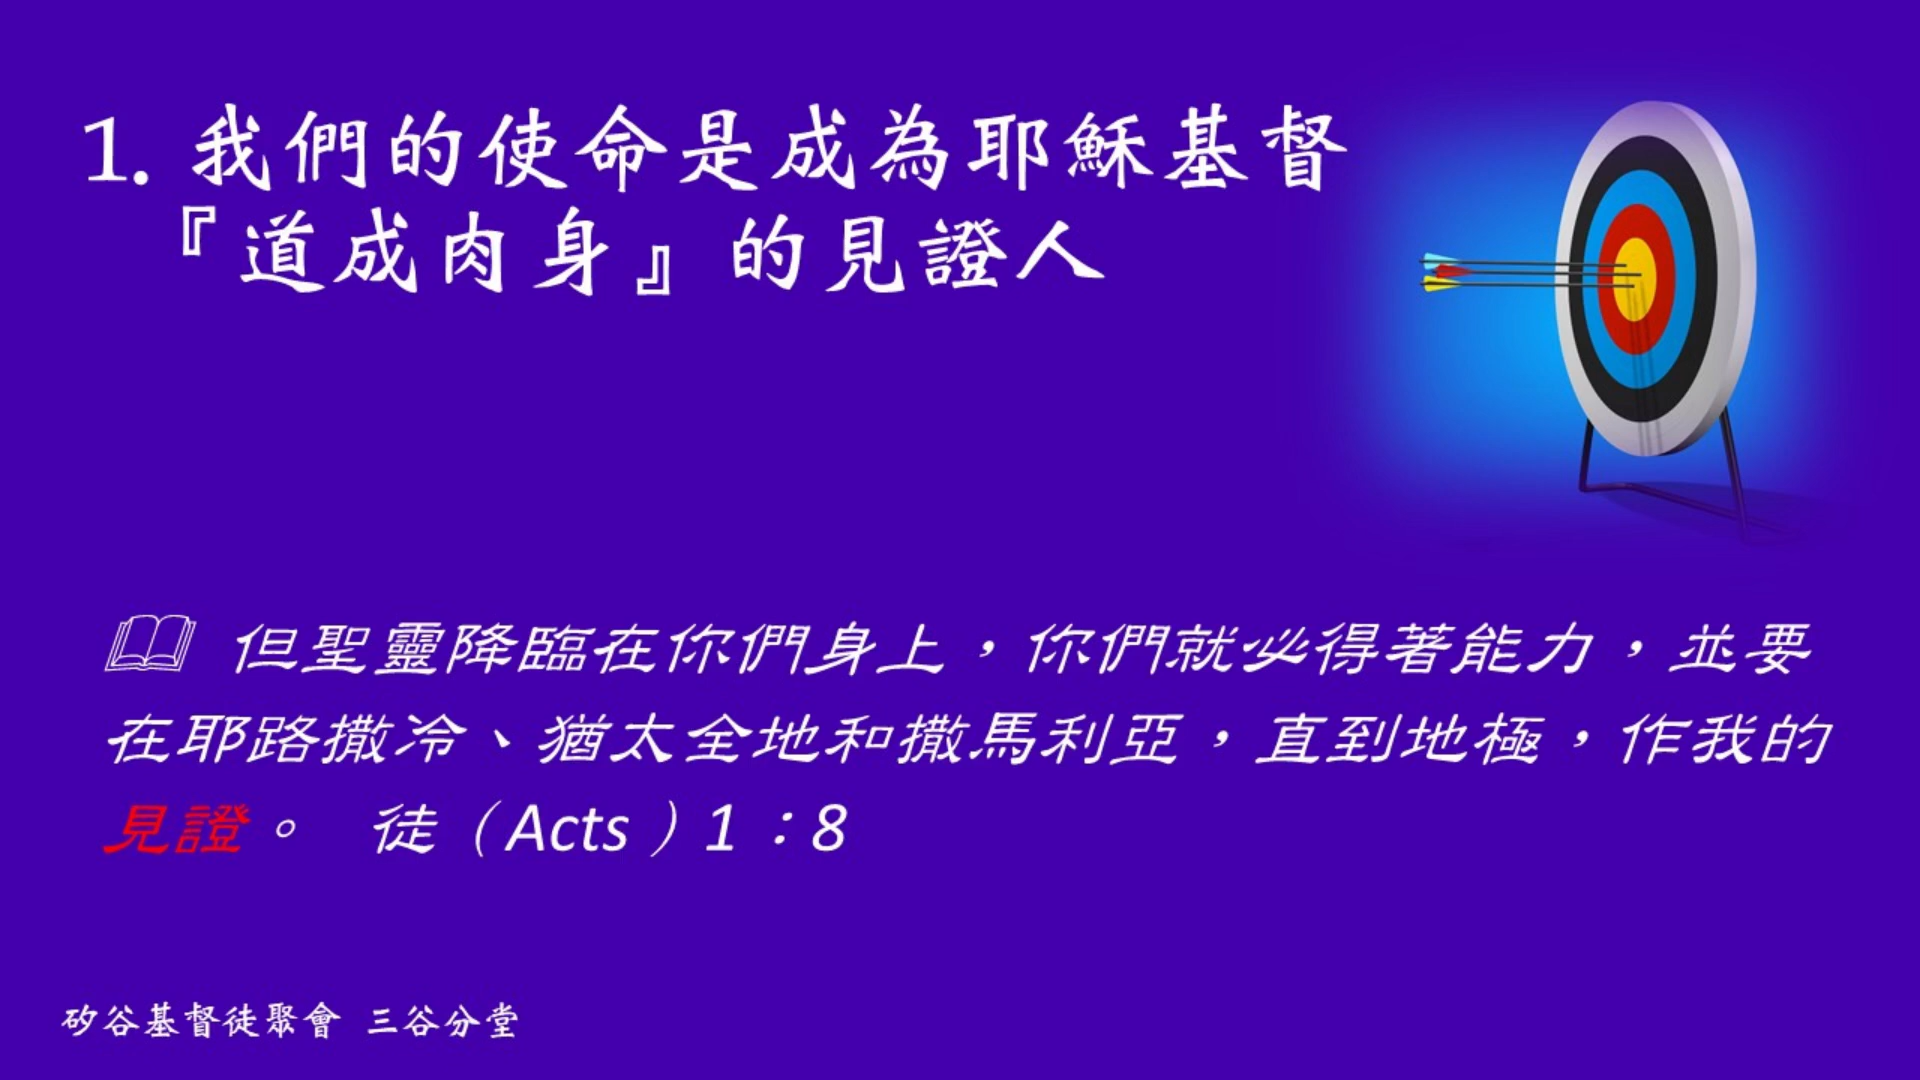 1. 我們的使命是成為耶穌基督
『道成肉身』的見證人
但聖靈降臨在你們身上，你們就必得著能力，並要
在耶路撒冷、猶太全地和撒馬利亞，直到地極，作我的
見證。 徒（Acts）1：8
矽谷基督徒聚會 三谷分堂